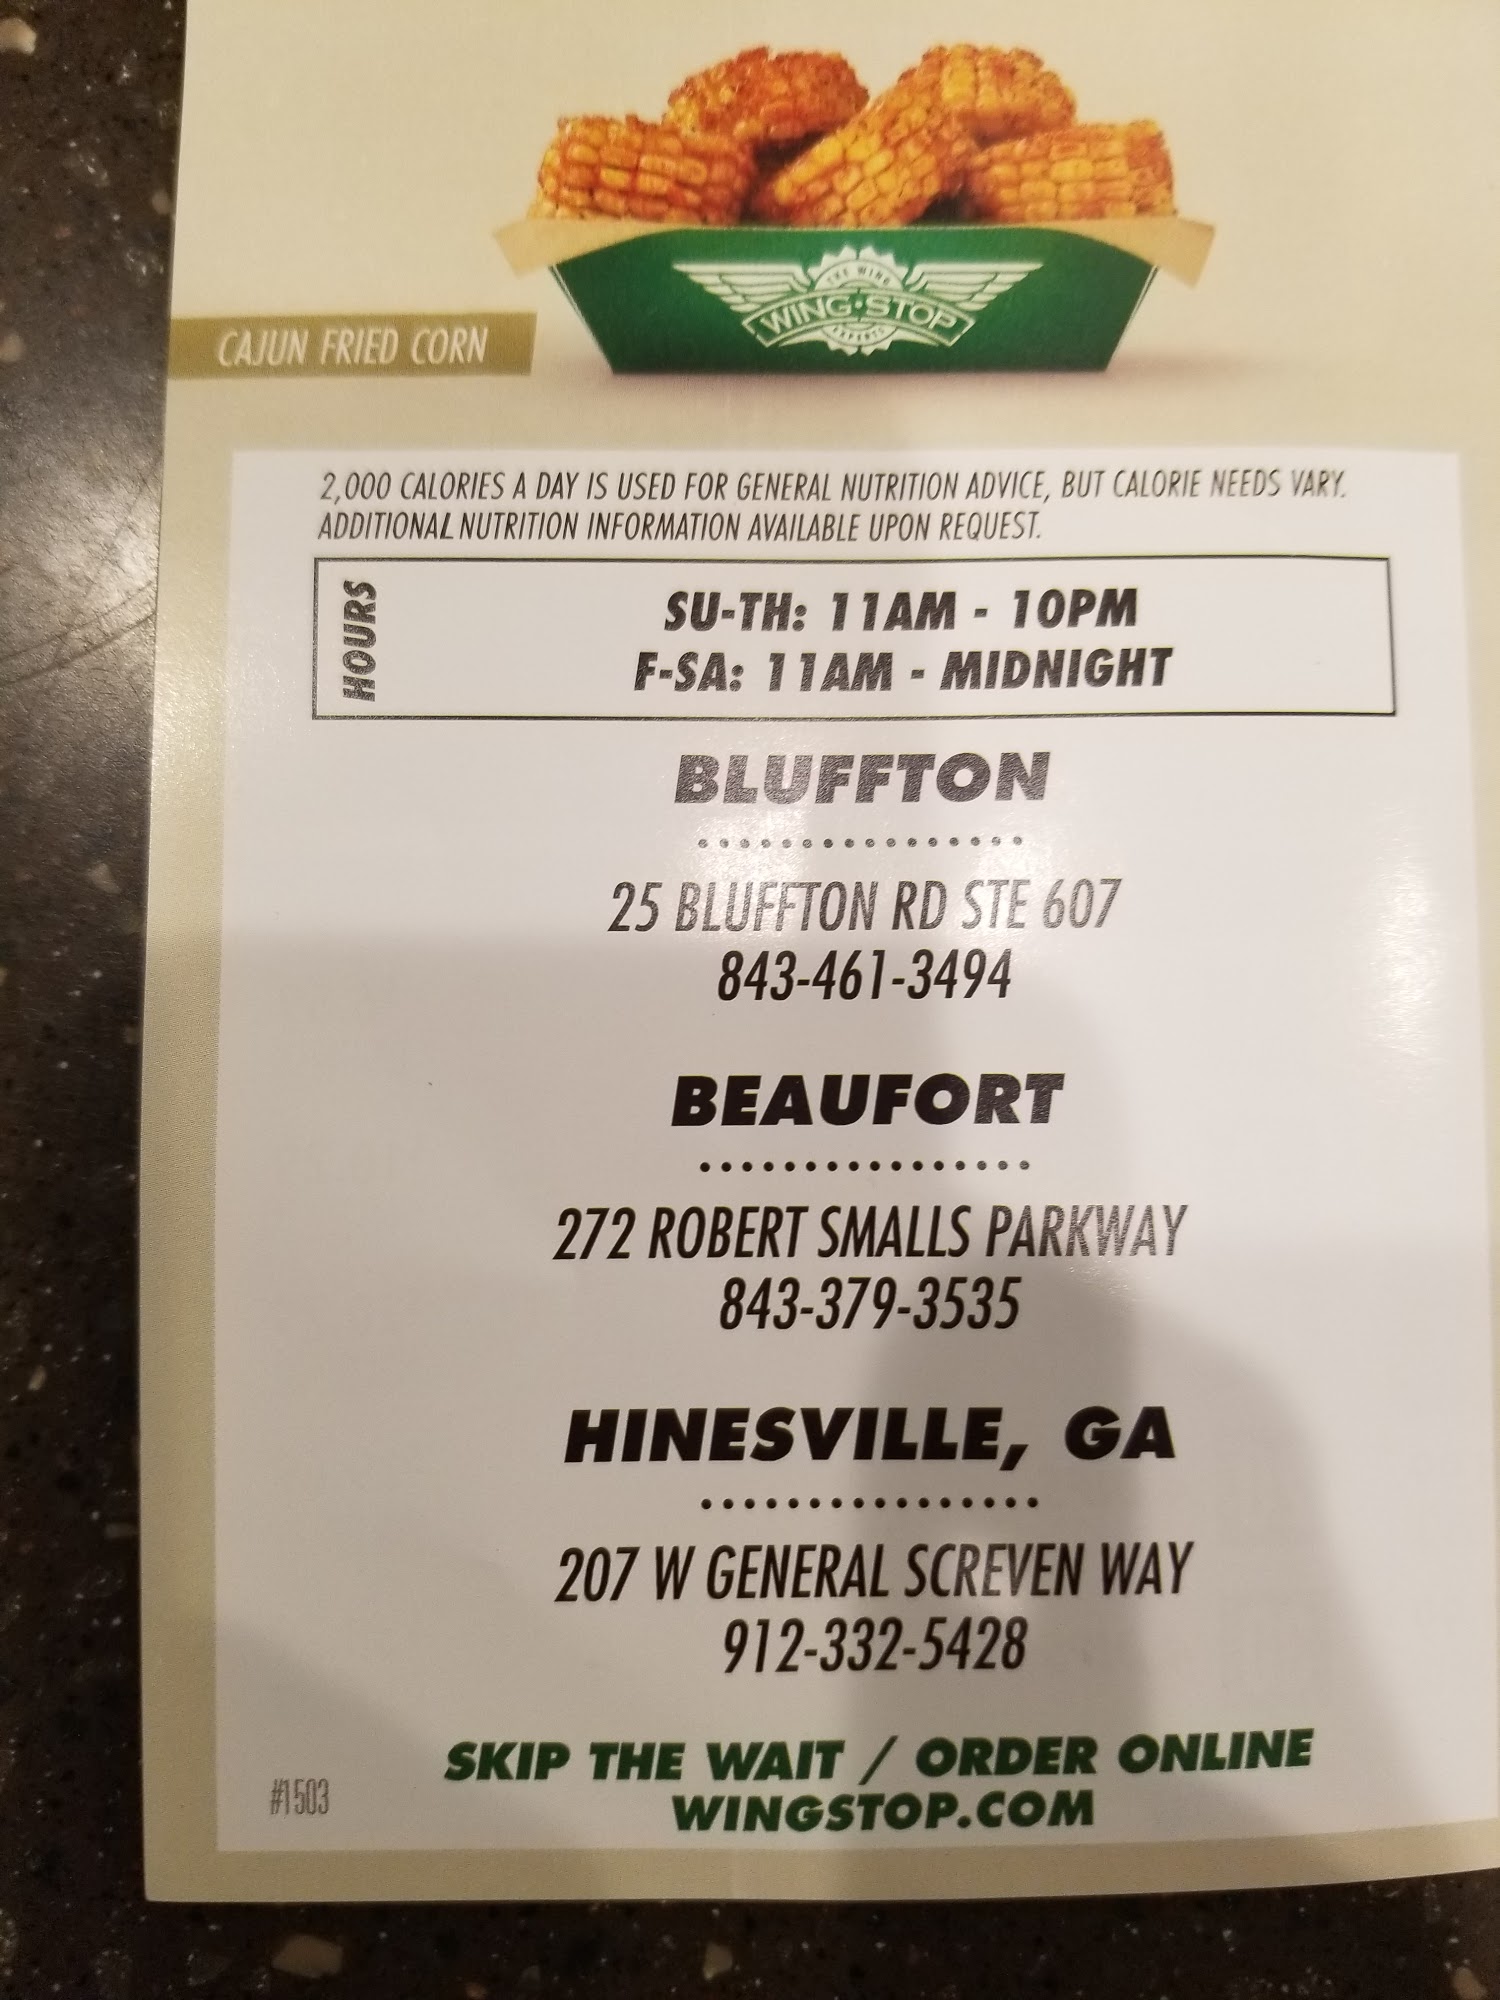 THE WING
WING·STOP
EXPERTS
CAJUN FRIED CORN
2,000 CALORIES A DAY IS USED FOR GENERAL NUTRITION ADVICE, BUT CALORIE NEEDS VARY.
ADDITIONAL NUTRITION INFORMATION AVAILABLE UPON REQUEST.
HOURS
SU-TH: 11AM - 10PM
F-SA: 11AM - MIDNIGHT
BLUFFTON
25 BLUFFTON RD STE 607
843-461-3494
BEAUFORT
272 ROBERT SMALLS PARKWAY
843-379-3535
HINESVILLE, GA
207 W GENERAL SCREVEN WAY
912-332-5428
SKIP THE WAIT / ORDER ONLINE
WINGSTOP.COM
#1503